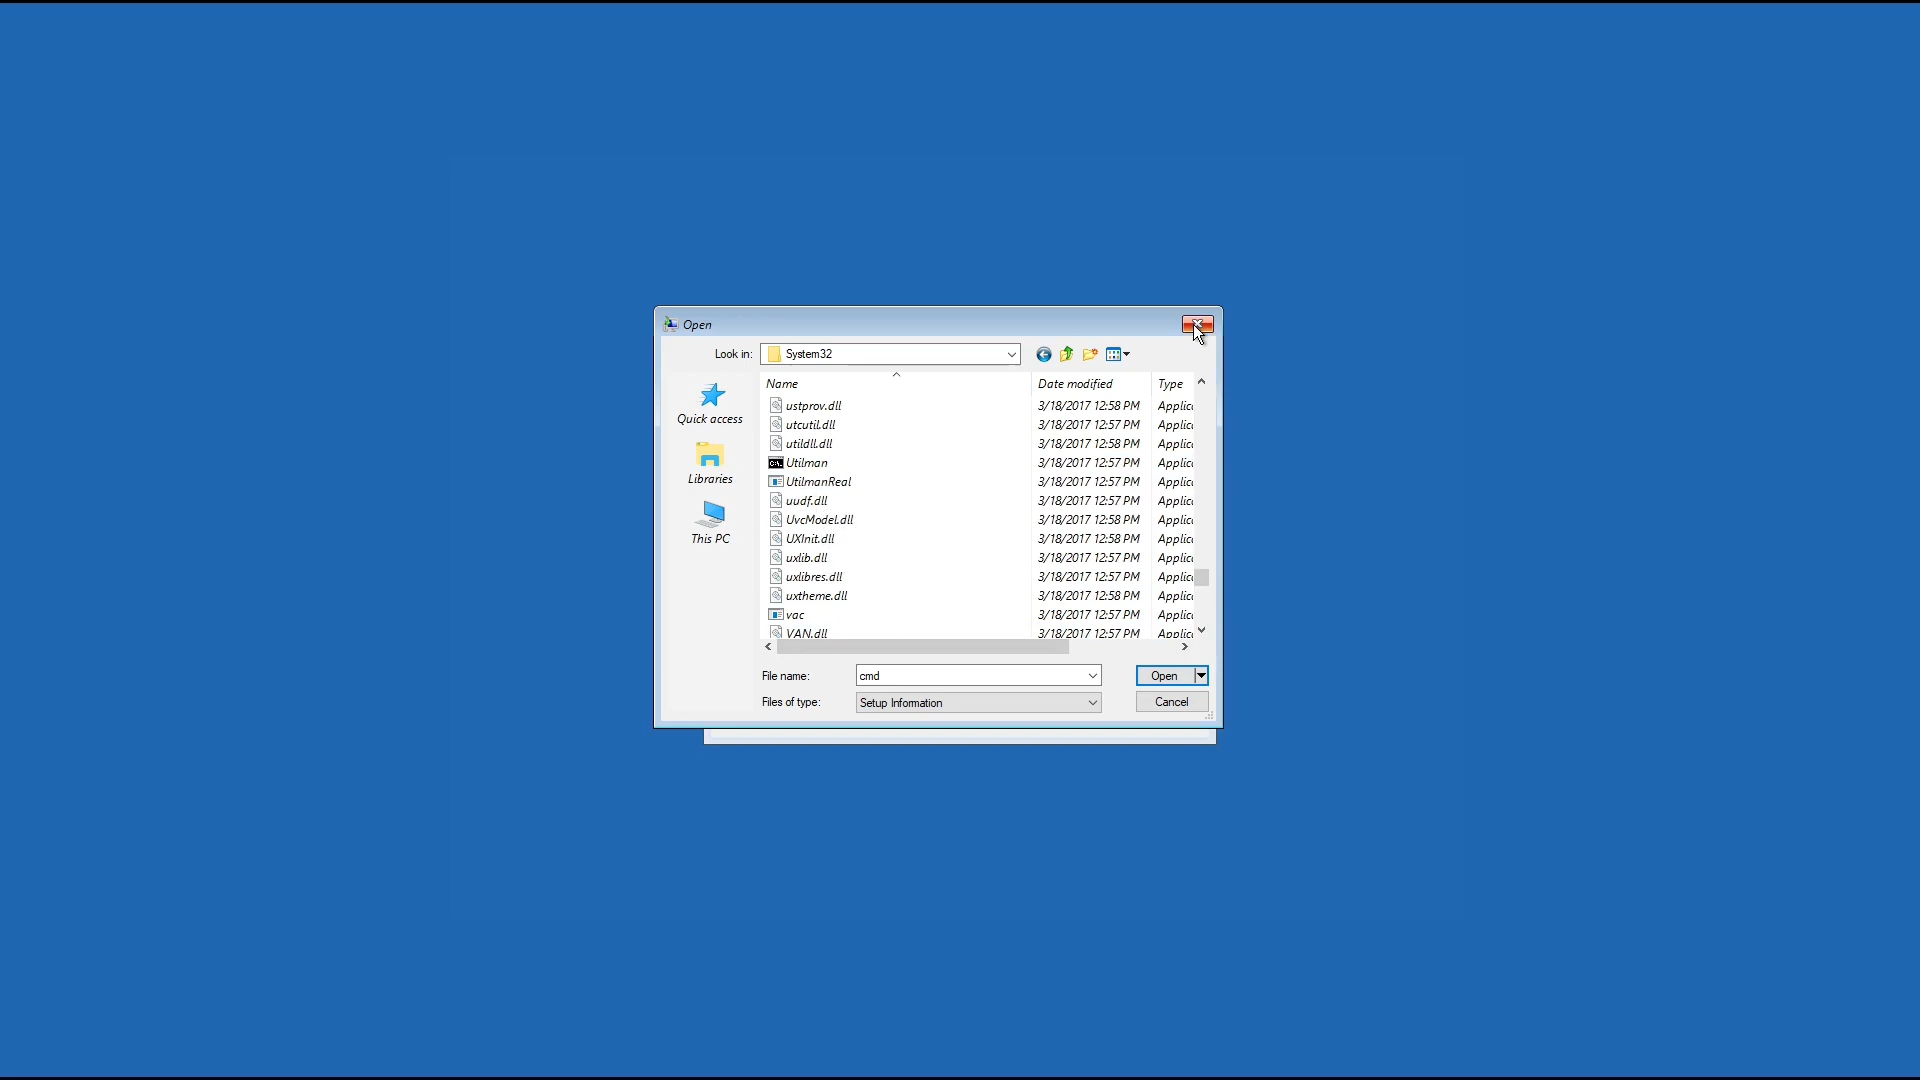 Open
Look in: System32
Name Date modified Type
Quick access
Libraries
This PC
ustprov.dll 3/18/2017 12:58 PM Applic
utcutil.dll 3/18/2017 12:57 PM Applic
utildll.dll 3/18/2017 12:58 PM Applic
Utilman 3/18/2017 12:57 PM Applic
UtilmanReal 3/18/2017 12:57 PM Applic
uudf.dll 3/18/2017 12:57 PM Applic
UvcModel.dll 3/18/2017 12:58 PM Applic
UXInit.dll 3/18/2017 12:58 PM Applic
uxlib.dll 3/18/2017 12:57 PM Applic
uxlibres.dll 3/18/2017 12:57 PM Applic
uxtheme.dll 3/18/2017 12:58 PM Applic
vac 3/18/2017 12:57 PM Applic
VAN.dll 3/18/2017 12:57 PM Applic
File name: cmd Open
Files of type: Setup Information Cancel